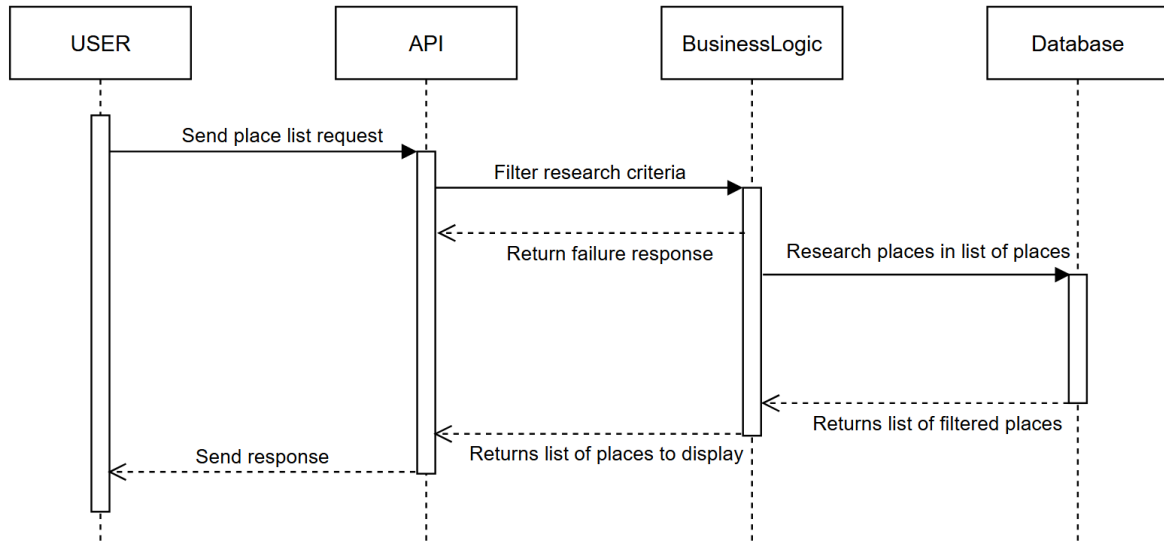 USER
API
BusinessLogic
Database
Send place list request
Filter research criteria
Return failure response
Research places in list of places
Returns list of filtered places
Returns list of places to display
Send response